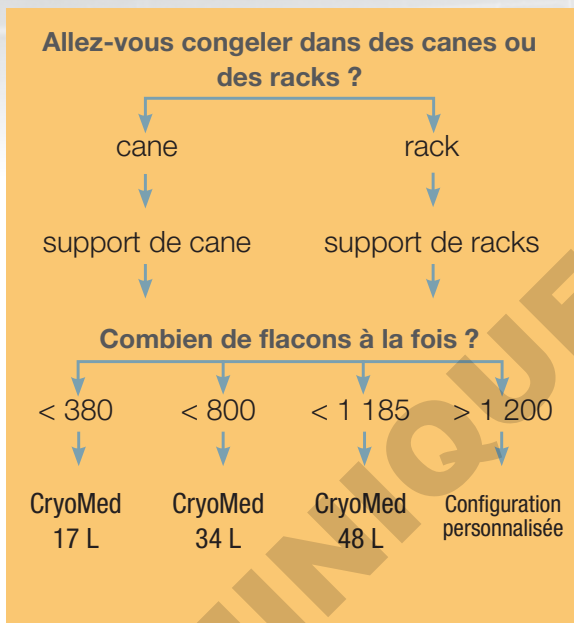 Allez-vous congeler dans des canes ou
des racks ?
cane rack
support de cane support de racks
Combien de flacons à la fois ?
< 380 < 800 < 1 185 > 1 200
CryoMed CryoMed CryoMed Configuration
17 L 34 L 48 L personnalisée